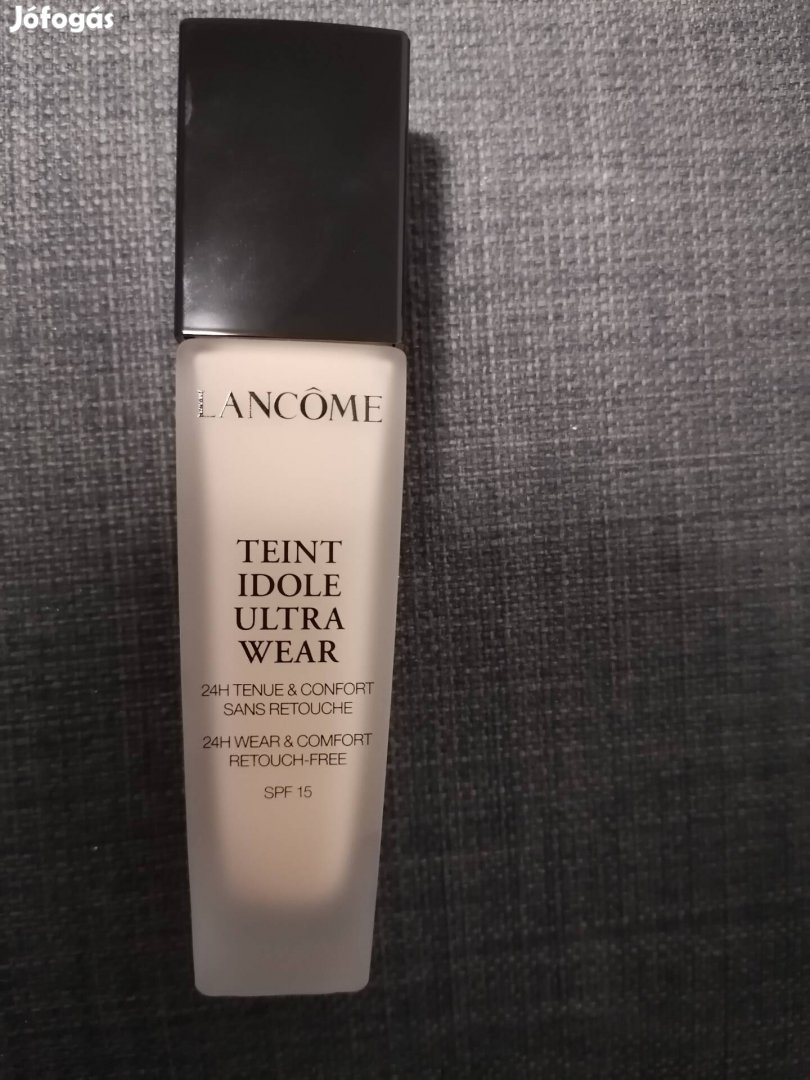 Jófogás
LANCÔME
TEINT
IDOLE
ULTRA
WEAR
24H TENUE & CONFORT
SANS RETOUCHE
24H WEAR & COMFORT
RETOUCH-FREE
SPF 15